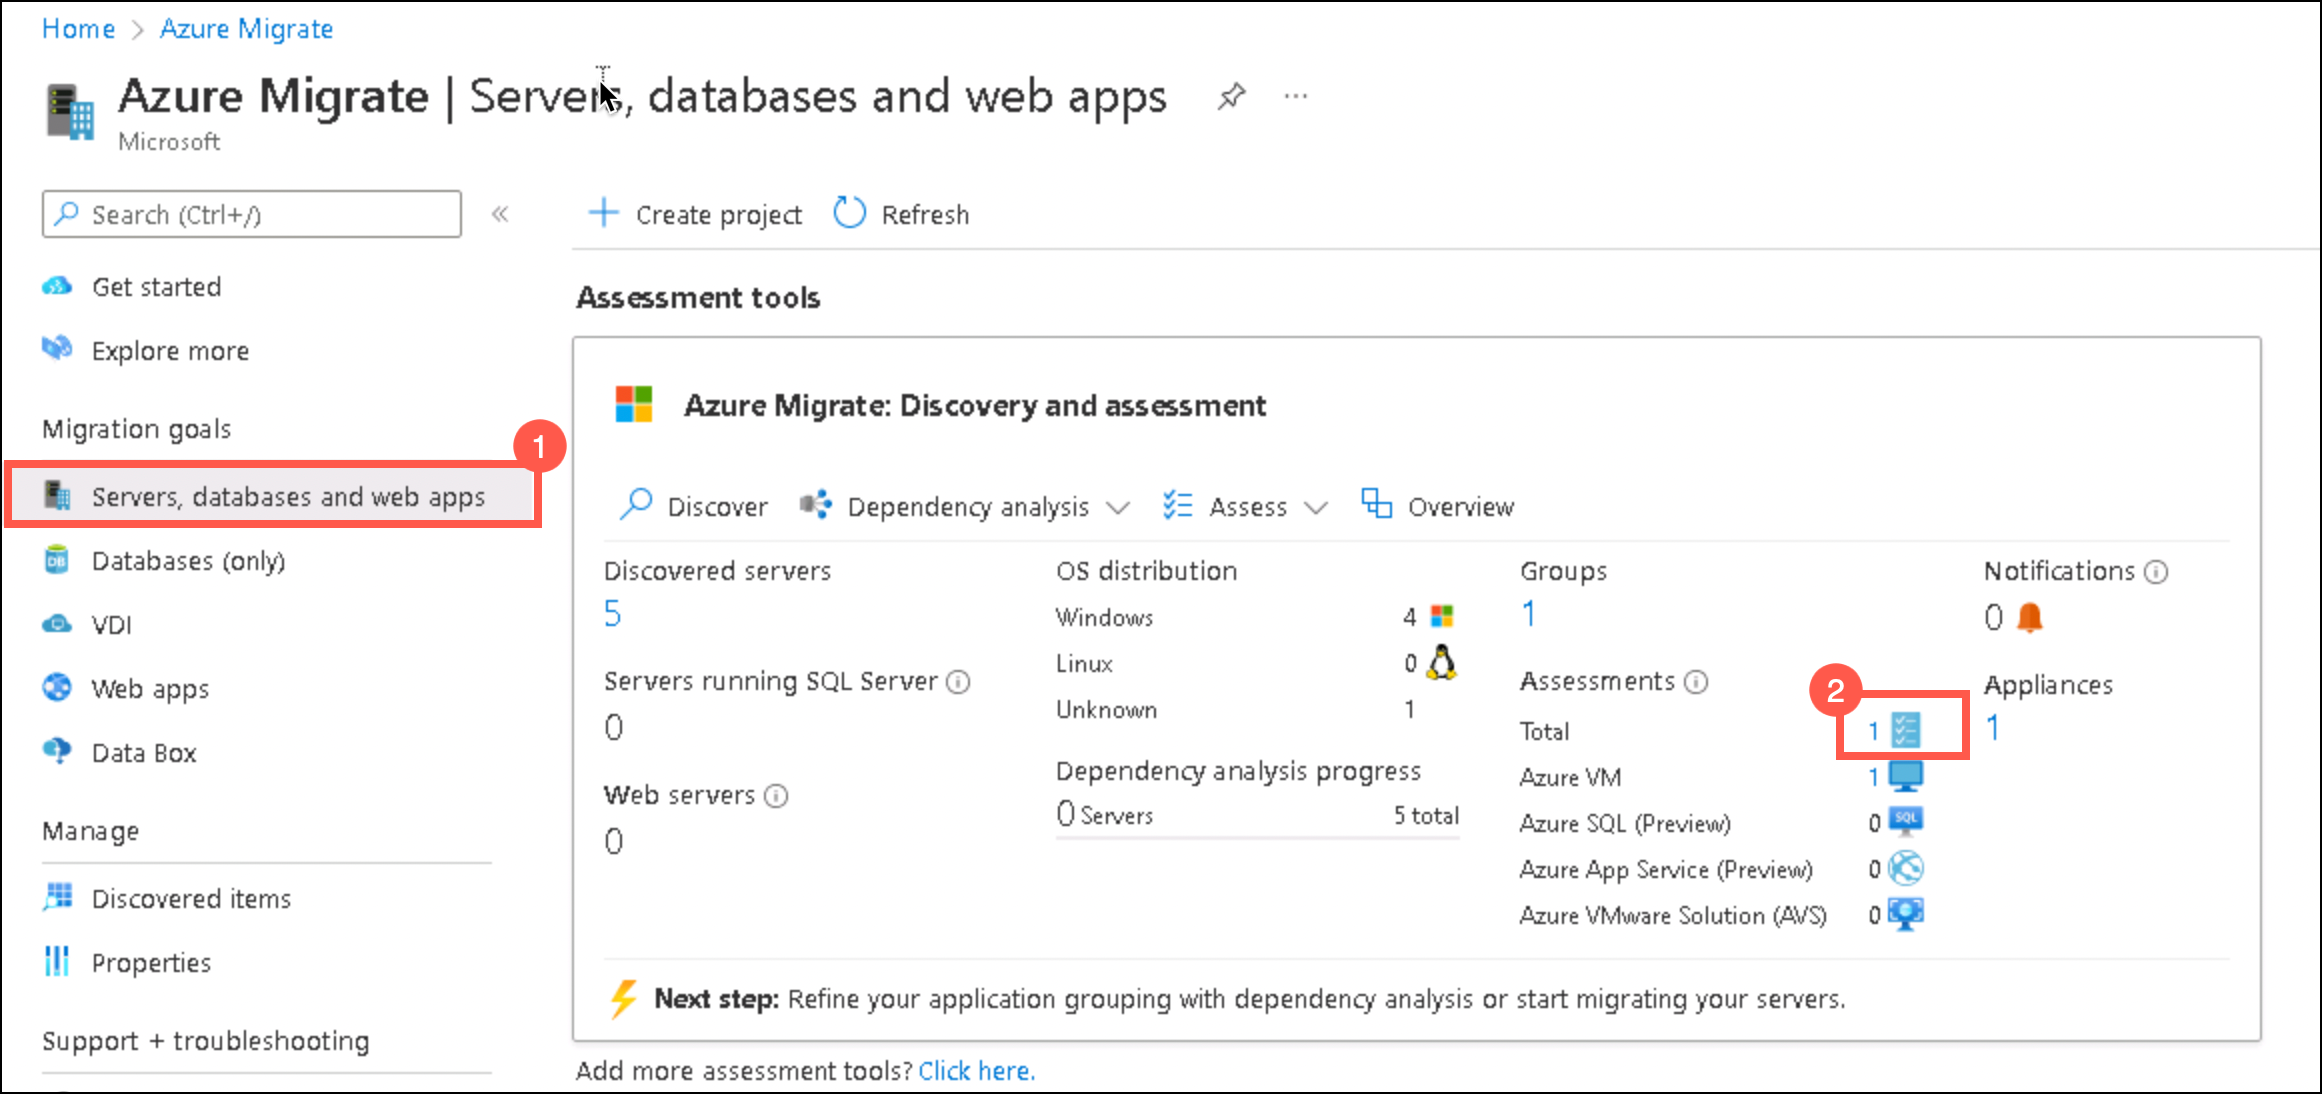 Home > Azure Migrate
Azure Migrate | Servers, databases and web apps
Microsoft
Search (Ctrl+/)
Get started
Explore more
Migration goals
1
Servers, databases and web apps
Databases (only)
VDI
Web apps
Data Box
Manage
Discovered items
Properties
Support + troubleshooting
Create project
Refresh
Assessment tools
Azure Migrate: Discovery and assessment
Discover
Dependency analysis
Assess
Overview
Discovered servers
5
Servers running SQL Server
0
Web servers
0
OS distribution
Windows 4
Linux 0
Unknown 1
Dependency analysis progress
0 Servers 5 total
Groups
1
Assessments
2
Total 1
Azure VM 1
Azure SQL (Preview) 0 SQL
Azure App Service (Preview) 0
Azure VMware Solution (AVS) 0
Notifications
0
Appliances
1
Next step: Refine your application grouping with dependency analysis or start migrating your servers.
Add more assessment tools? Click here.